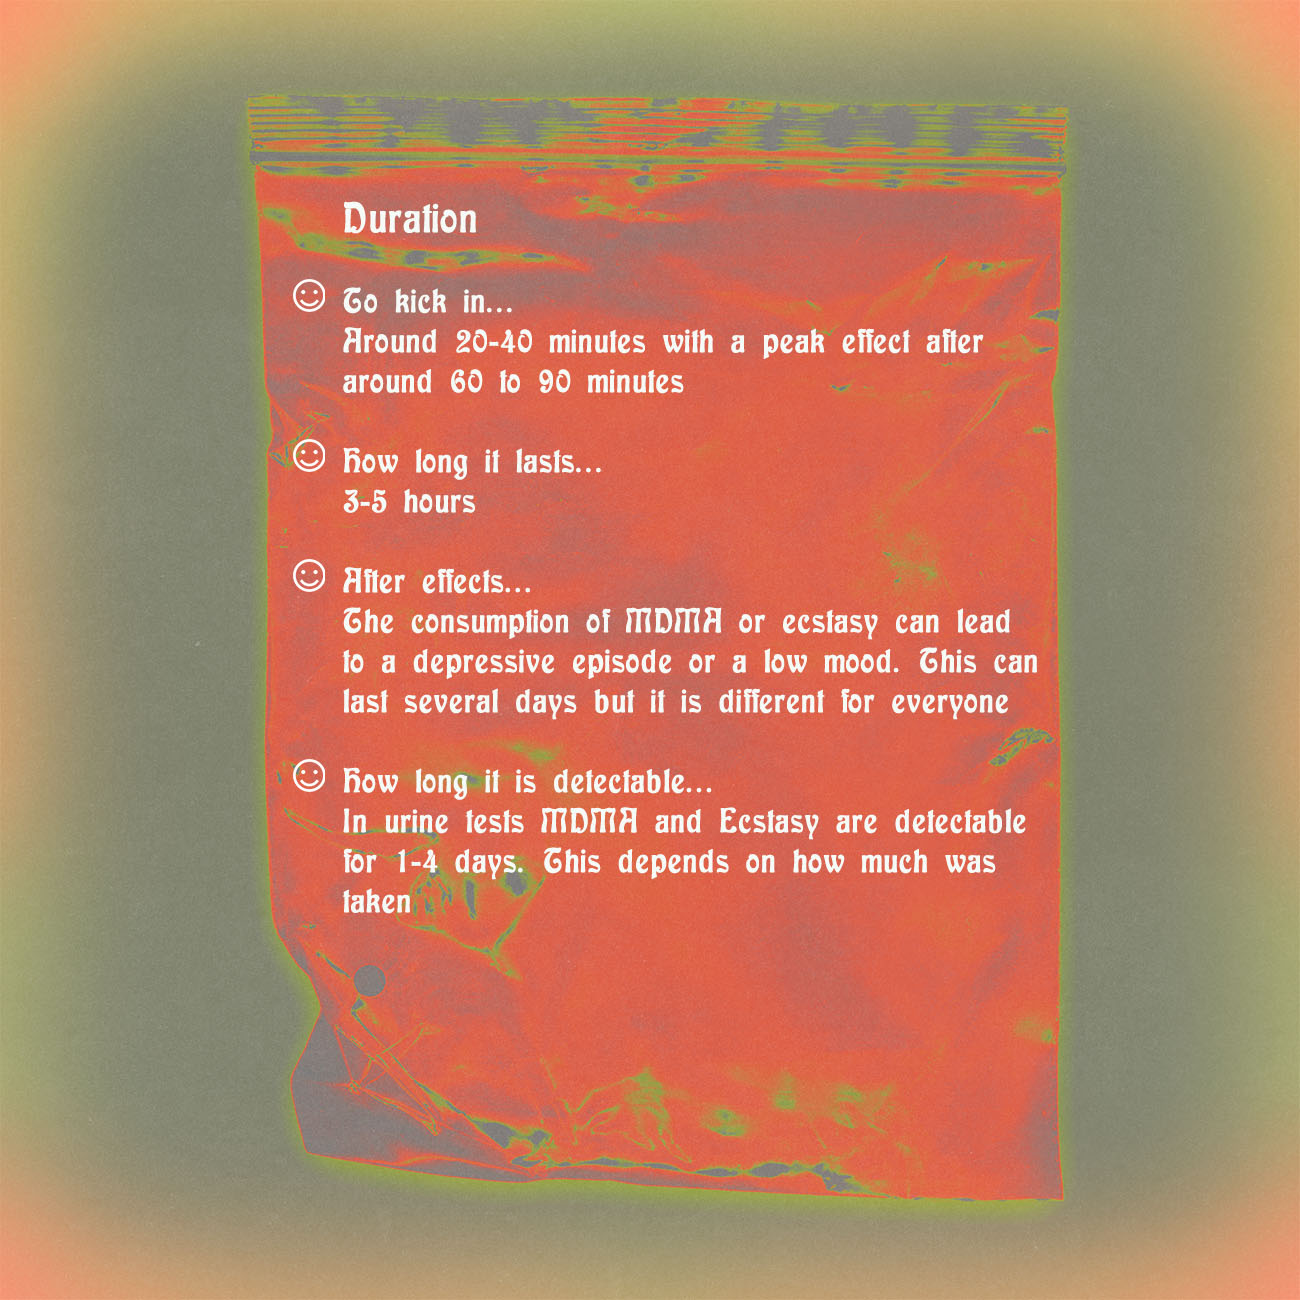 Duration
To kick in...
Around 20-40 minutes with a peak effect after
around 60 to 90 minutes
How long it lasts...
3-5 hours
After effects...
The consumption of MDMA or ecstasy can lead
to a depressive episode or a low mood. This can
last several days but it is different for everyone
How long it is detectable...
In urine tests MDMA and Ecstasy are detectable
for 1-4 days. This depends on how much was
taken